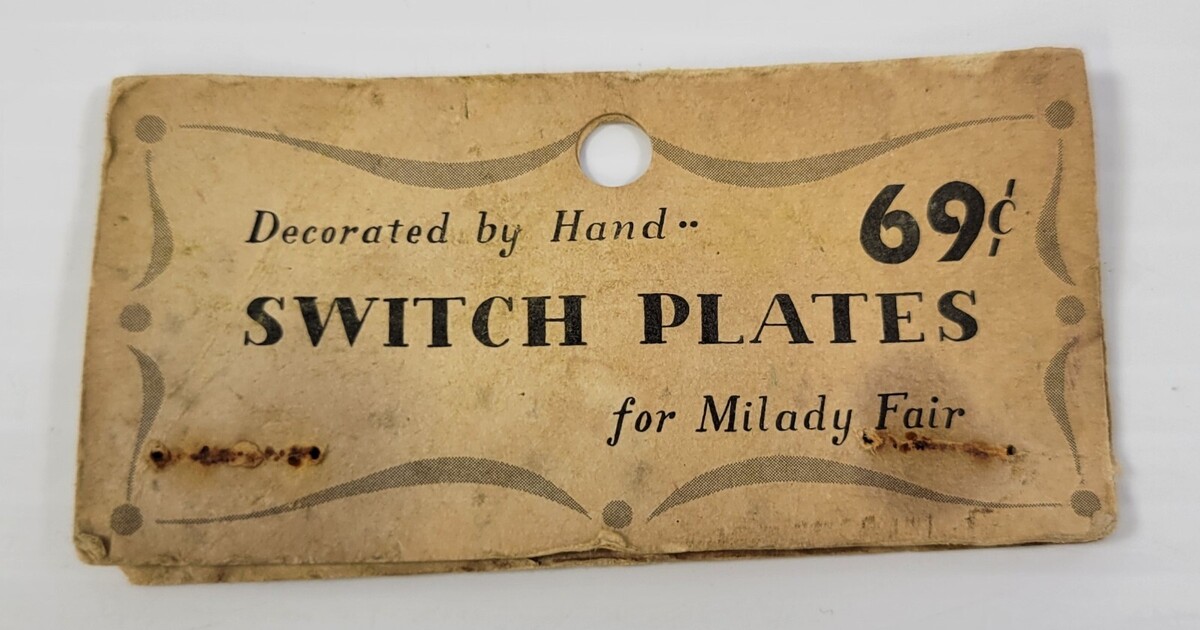 Decorated by Hand ..
69¢
SWITCH PLATES
for Milady Fair